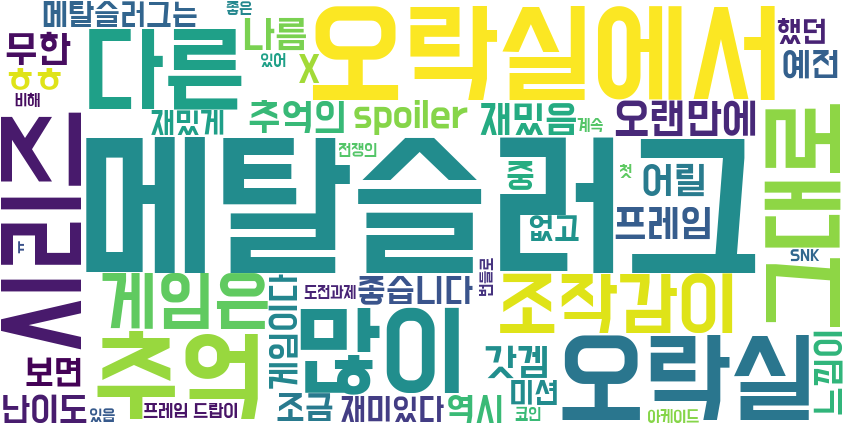 메탈슬러그는
좋은
무한
ㅎㅎ
비해
다른
나름
있어
X
오락실에서
했던
예전
재밌게
추억의
spoiler
재밌음
계속
오랜만에
시리즈
ㅠ
메탈슬러그
전쟁의
중
첫
어릴
없고
프레임
그래도
SNK
게임은
게임이다
도전과제
좋습니다
번들로
조작감이
추억
많이
갓겜
미션
오락실
느낌이
보면
난이도
있음
프레임 드랍이
조금
재미있다
역시
코인
아케이드